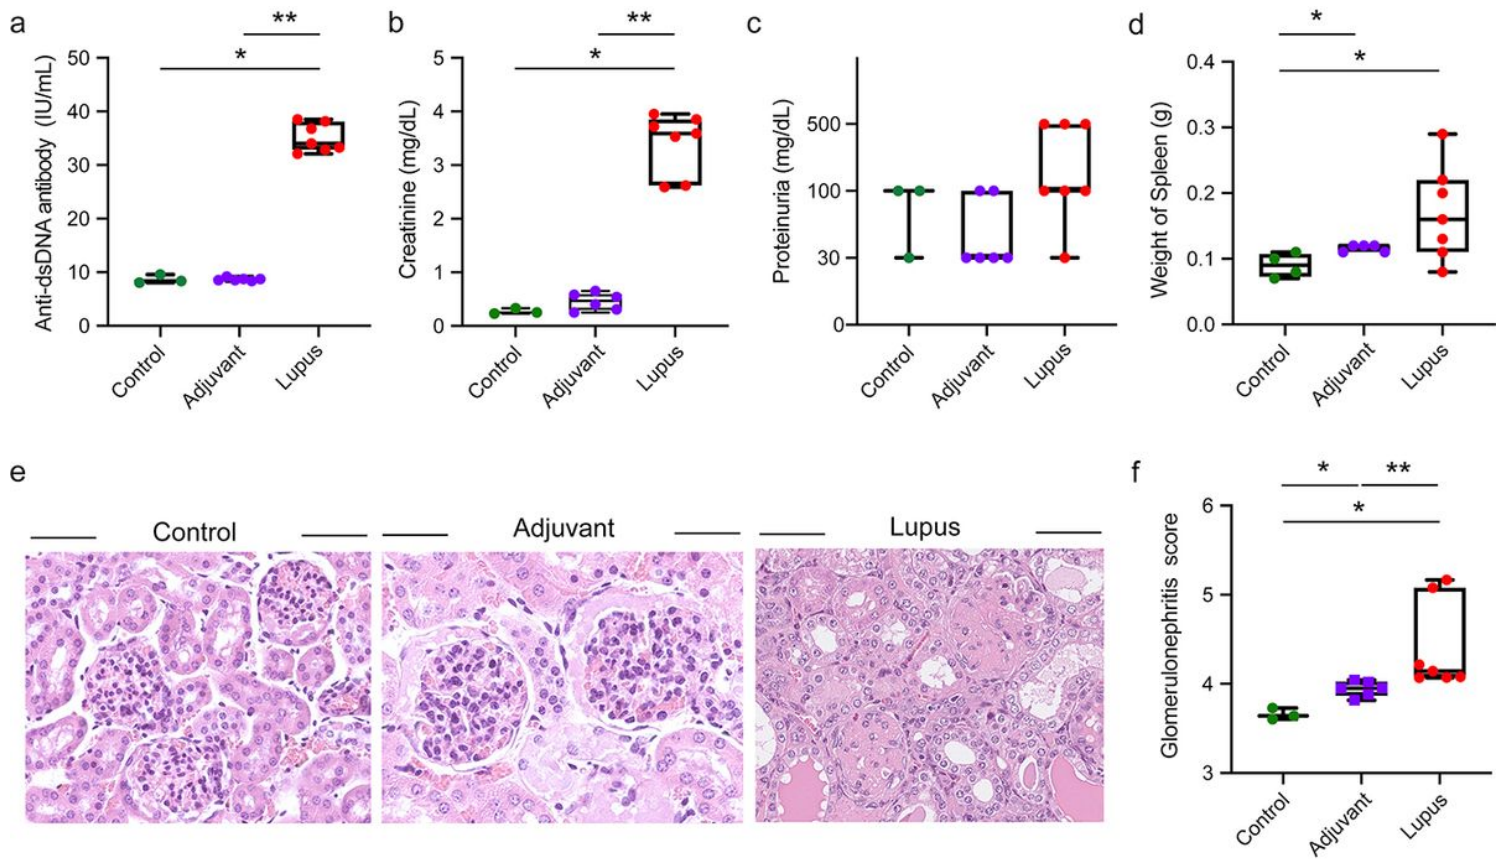 a
**
*
Anti-dsDNA antibody (IU/mL)
50
40
30
20
10
0
Control
Adjuvant
Lupus
b
**
*
Creatinine (mg/dL)
5
4
3
2
1
0
Control
Adjuvant
Lupus
c
Proteinuria (mg/dL)
500
100
30
0
Control
Adjuvant
Lupus
d
*
*
Weight of Spleen (g)
0.4
0.3
0.2
0.1
0.0
Control
Adjuvant
Lupus
e
Control
Adjuvant
Lupus
f
* **
*
Glomerulonephritis score
6
5
4
3
Control
Adjuvant
Lupus